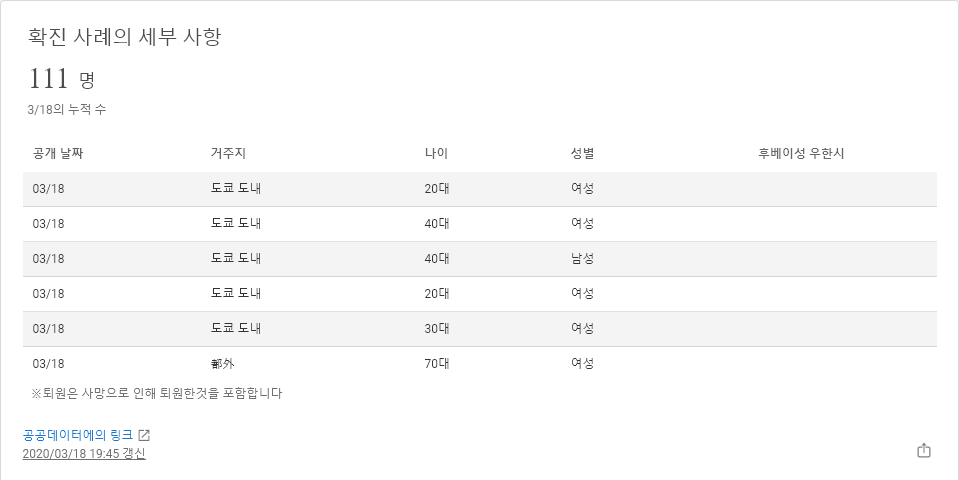 확진 사례의 세부 사항
111 명
3/18의 누적 수
공개 날짜 거주지 나이 성별 후베이성 우한시
03/18 도쿄 도내 20대 여성
03/18 도쿄 도내 40대 여성
03/18 도쿄 도내 40대 남성
03/18 도쿄 도내 20대 여성
03/18 도쿄 도내 30대 여성
03/18 都外 70대 여성
※퇴원은 사망으로 인해 퇴원한것을 포함합니다
공공데이터에의 링크
2020/03/18 19:45 갱신